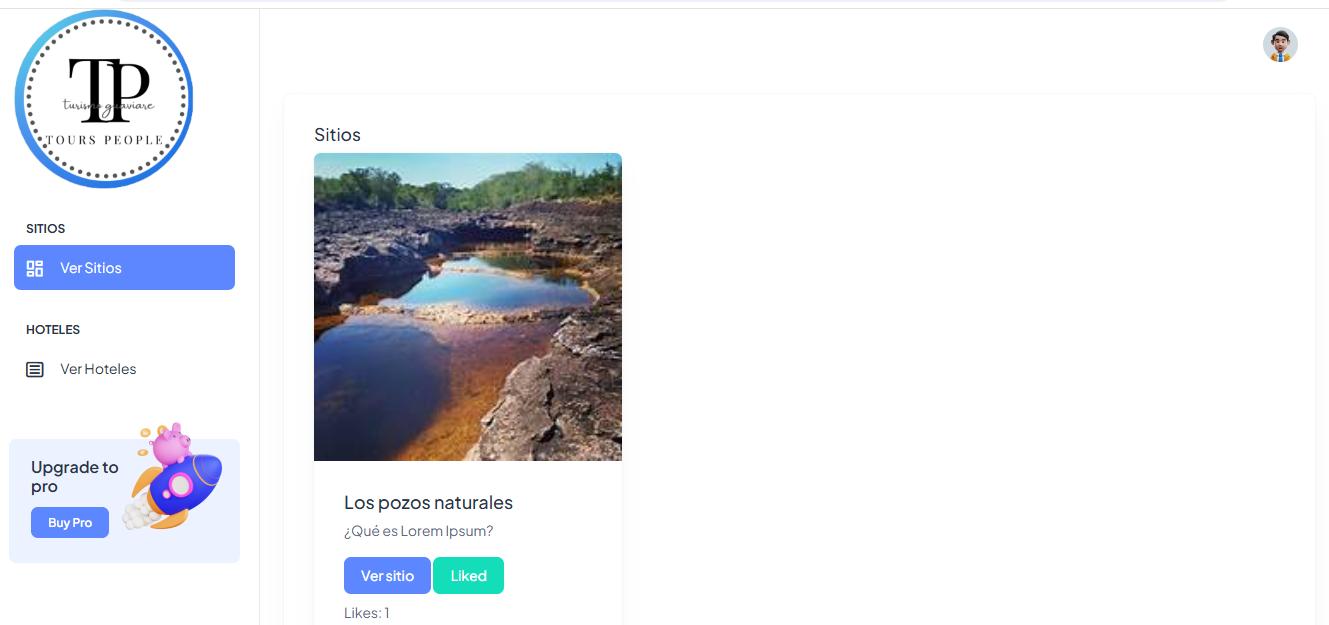 TP
turismo guaviare
TOURS PEOPLE
SITIOS
Ver Sitios
HOTELES
Ver Hoteles
Upgrade to
pro
Buy Pro
Sitios
Los pozos naturales
¿Qué es Lorem Ipsum?
Ver sitio
Liked
Likes: 1